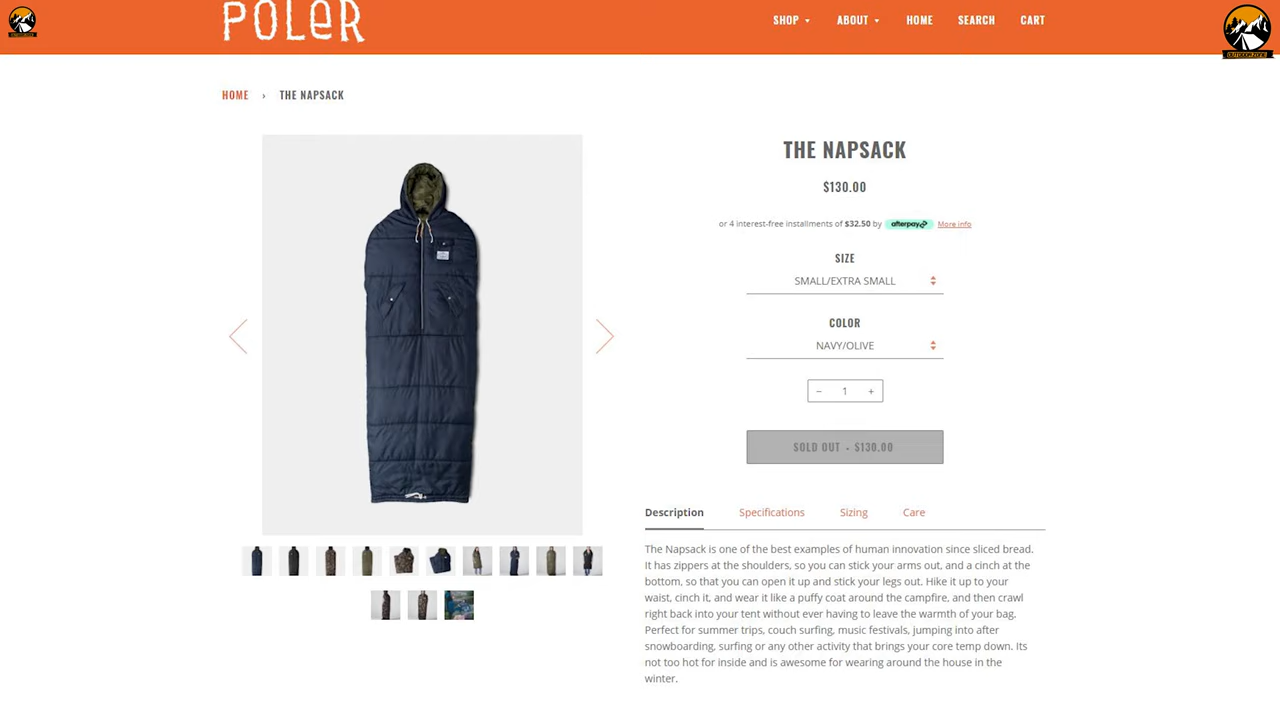 POLeR
SHOP ABOUT HOME SEARCH CART
OUTDOORZONE
HOME › THE NAPSACK
THE NAPSACK
$130.00
or 4 interest-free installments of $32.50 by afterpay More info
SIZE
SMALL/EXTRA SMALL
COLOR
NAVY/OLIVE
− 1 +
SOLD OUT • $130.00
Description Specifications Sizing Care
The Napsack is one of the best examples of human innovation since sliced bread.
It has zippers at the shoulders, so you can stick your arms out, and a cinch at the
bottom, so that you can open it up and stick your legs out. Hike it up to your
waist, cinch it, and wear it like a puffy coat around the campfire, and then crawl
right back into your tent without ever having to leave the warmth of your bag.
Perfect for summer trips, couch surfing, music festivals, jumping into after
snowboarding, surfing or any other activity that brings your core temp down. Its
not too hot for inside and is awesome for wearing around the house in the
winter.